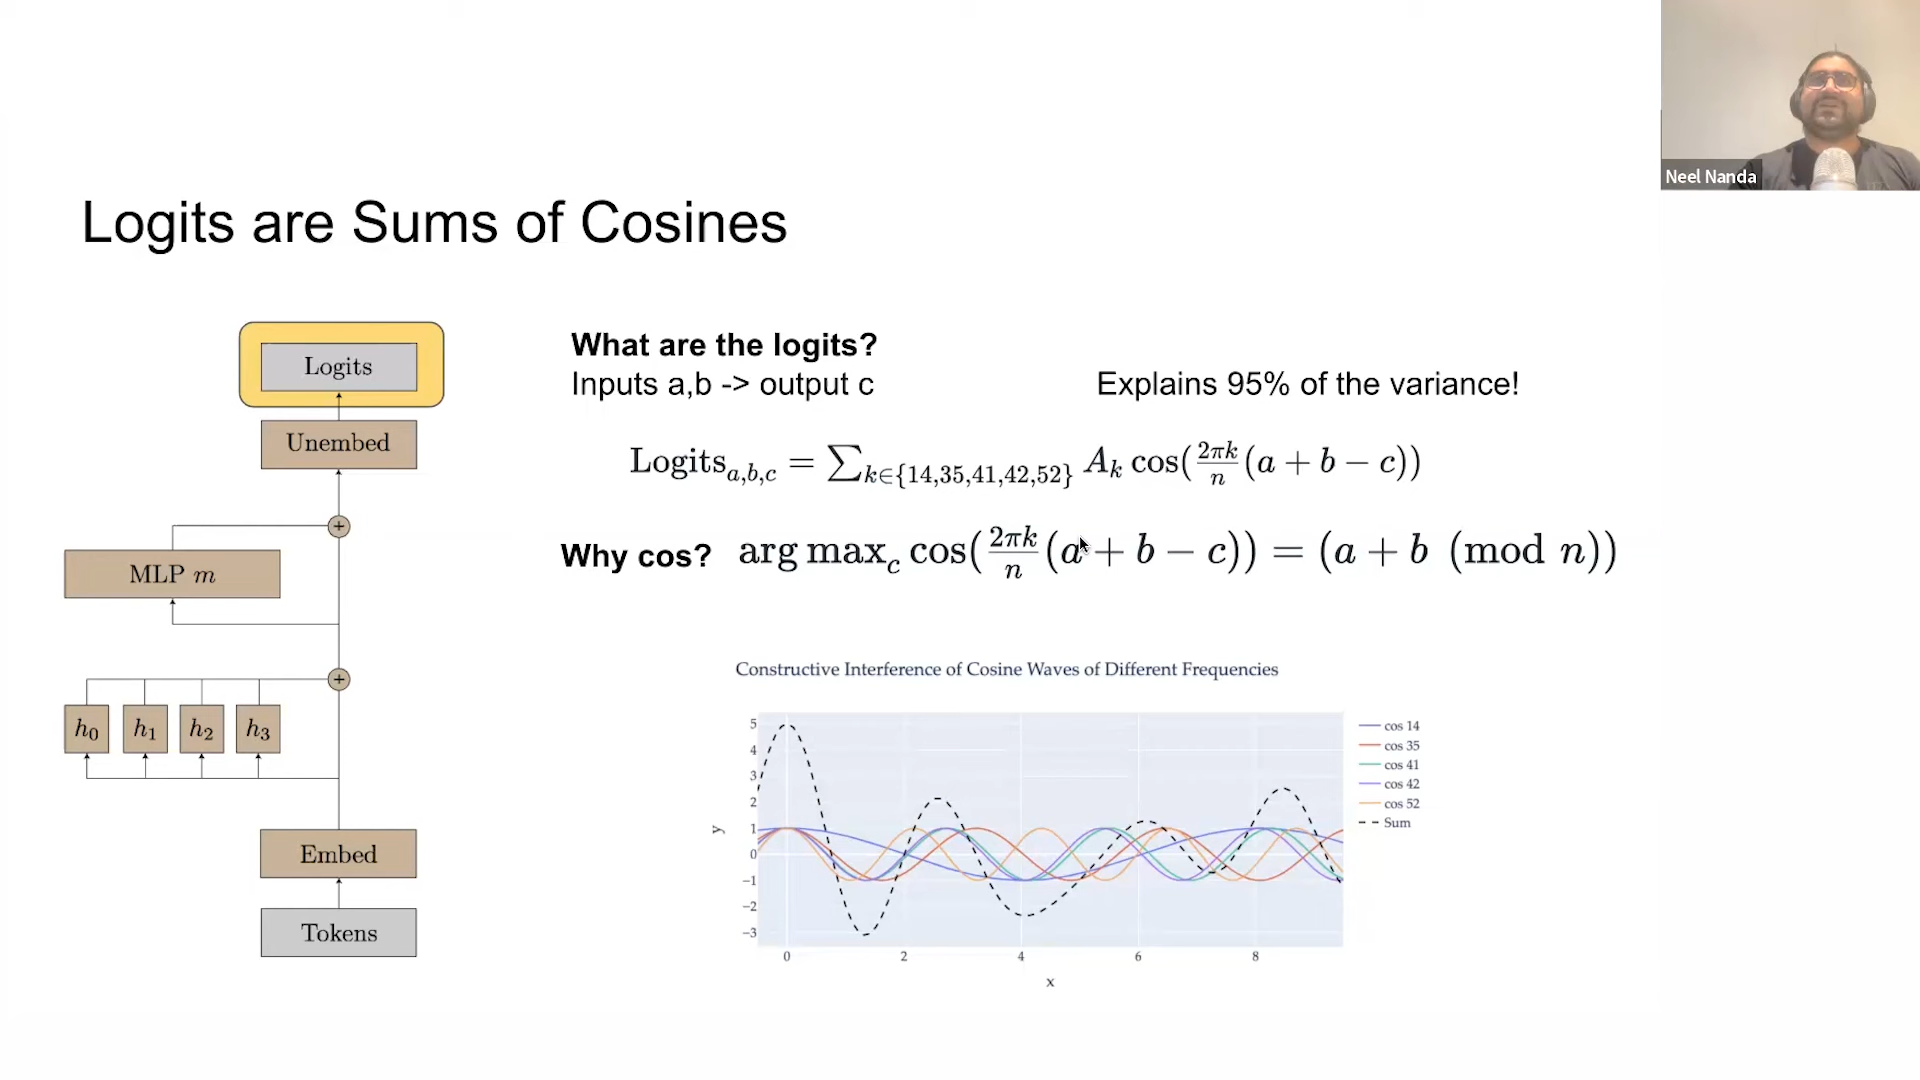 Neel Nanda
Logits are Sums of Cosines
Logits
Unembed
+
MLP m
+
h₀ h₁ h₂ h₃
Embed
Tokens
What are the logits?
Inputs a,b -> output c
Explains 95% of the variance!
Logits_{a,b,c} = ∑_{k∈{14,35,41,42,52}} A_k cos(\frac{2πk}{n}(a + b − c))
Why cos? arg max_c cos(\frac{2πk}{n}(a + b − c)) = (a + b (mod n))
Constructive Interference of Cosine Waves of Different Frequencies
5
4
3
2
1
0
−1
−2
−3
y
0 2 4 6 8
x
cos 14
cos 35
cos 41
cos 42
cos 52
Sum